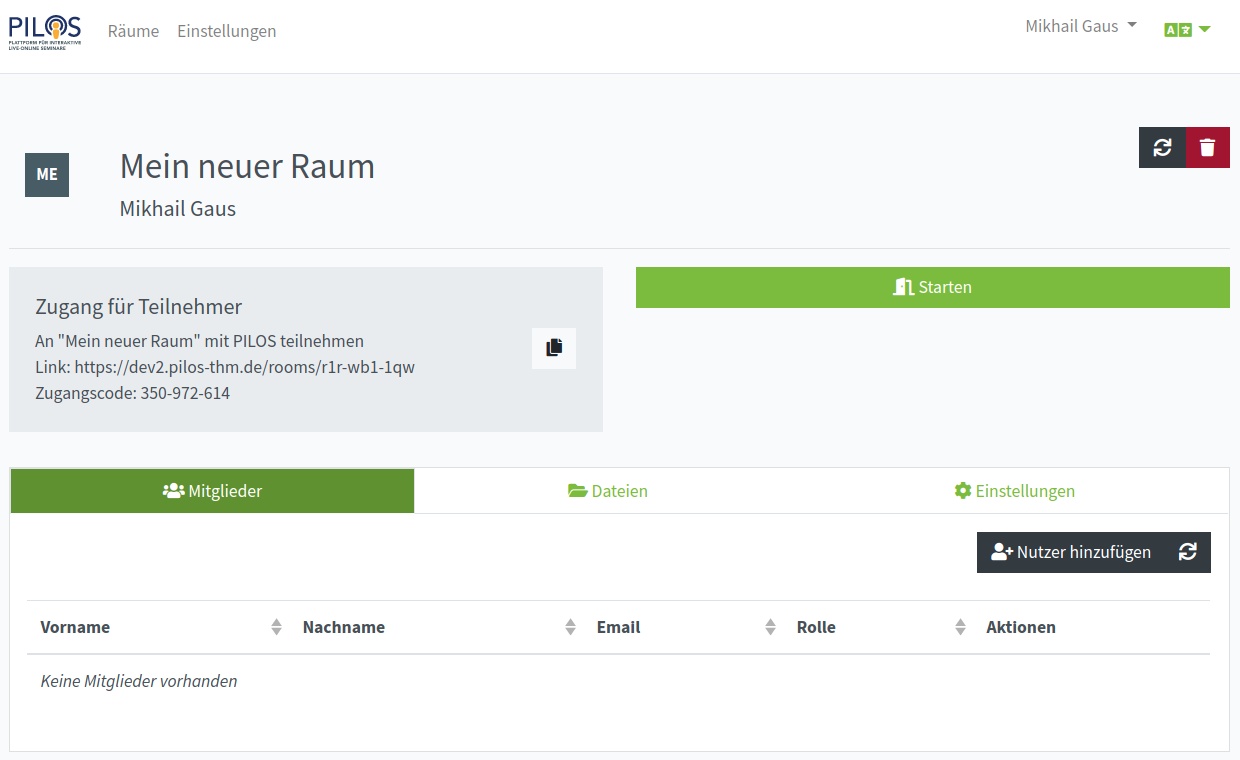 PILOS
PLATTFORM FÜR INTERAKTIVE
LIVE-ONLINE SEMINARE
Räume
Einstellungen
Mikhail Gaus
A
ME
Mein neuer Raum
Mikhail Gaus
Zugang für Teilnehmer
An "Mein neuer Raum" mit PILOS teilnehmen
Link: https://dev2.pilos-thm.de/rooms/r1r-wb1-1qw
Zugangscode: 350-972-614
Starten
Mitglieder
Dateien
Einstellungen
Nutzer hinzufügen
Vorname
Nachname
Email
Rolle
Aktionen
Keine Mitglieder vorhanden